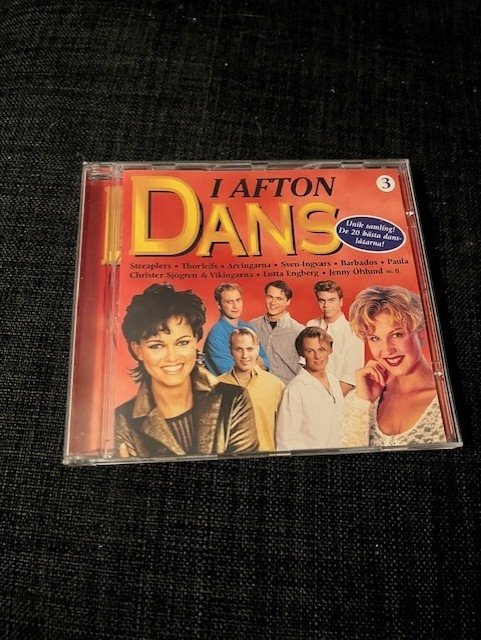 I AFTON
DANS
3
Unik samling!
De 20 bästa dans-
låtarna!
Streaplers • Thorleifs • Arvingarna • Sven-Ingvars • Barbados • Paula
Christer Sjögren & Vikingarna • Lotta Engberg • Jenny Öhlund m. fl.